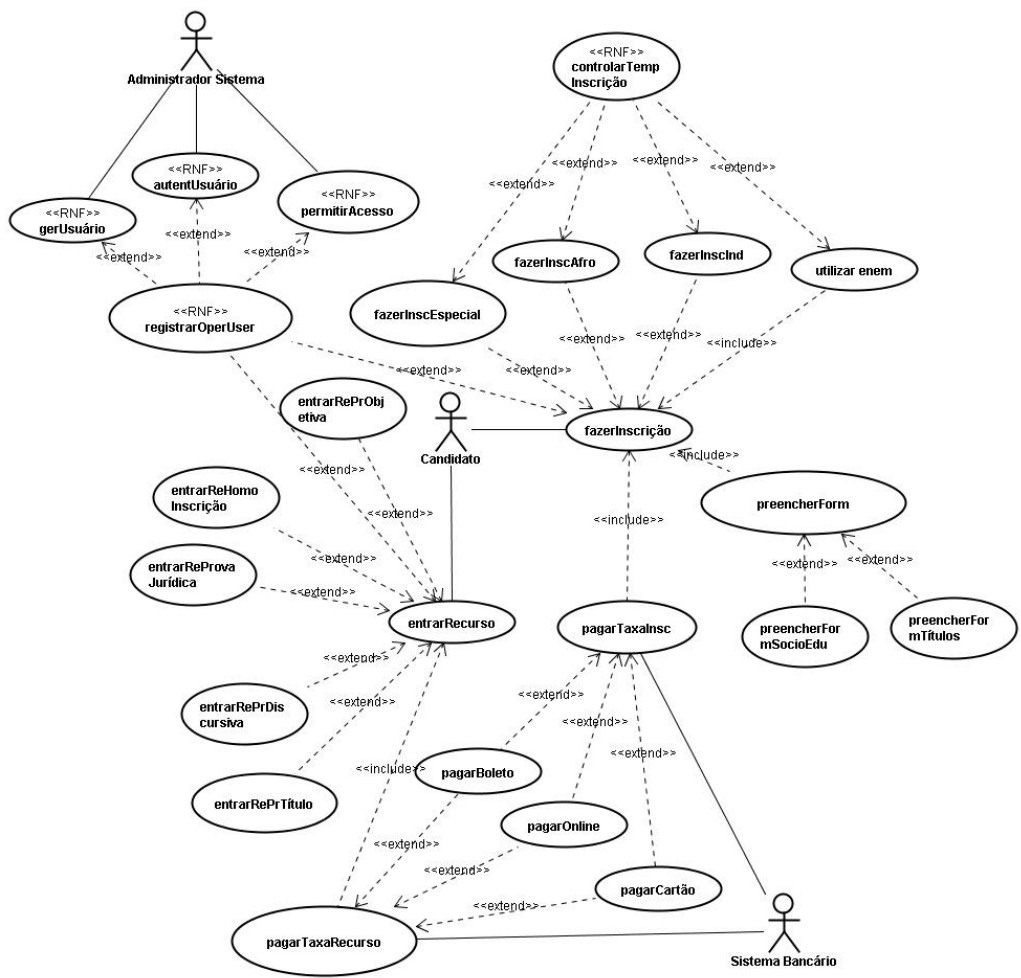 <<RNF>>
controlarTemp
Inscrição
Administrador Sistema
<<RNF>>
autentUsuário
<<RNF>>
permitirAcesso
<<RNF>>
gerUsuário
<<extend>>
<<extend>>
<<extend>>
<<extend>>
<<extend>>
<<extend>>
<<extend>>
fazerInscAfro
fazerInscInd
utilizar enem
<<RNF>>
registrarOperUser
fazerInscEspecial
<<extend>>
<<extend>>
<<extend>>
<<extend>>
<<include>>
entrarRePrObj
etiva
Candidato
fazerInscrição
<<include>>
<<extend>>
entrarReHomo
Inscrição
<<extend>>
<<include>>
preencherForm
<<extend>>
entrarReProva
Jurídica
<<extend>>
<<extend>>
<<extend>>
entrarRecurso
pagarTaxaInsc
preencherFor
mSocioEdu
preencherFor
mTítulos
<<extend>>
entrarRePrDis
cursiva
<<extend>>
<<extend>>
<<extend>>
<<extend>>
<<include>>
pagarBoleto
entrarRePrTítulo
pagarOnline
<<extend>>
<<extend>>
pagarCartão
<<extend>>
pagarTaxaRecurso
Sistema Bancário